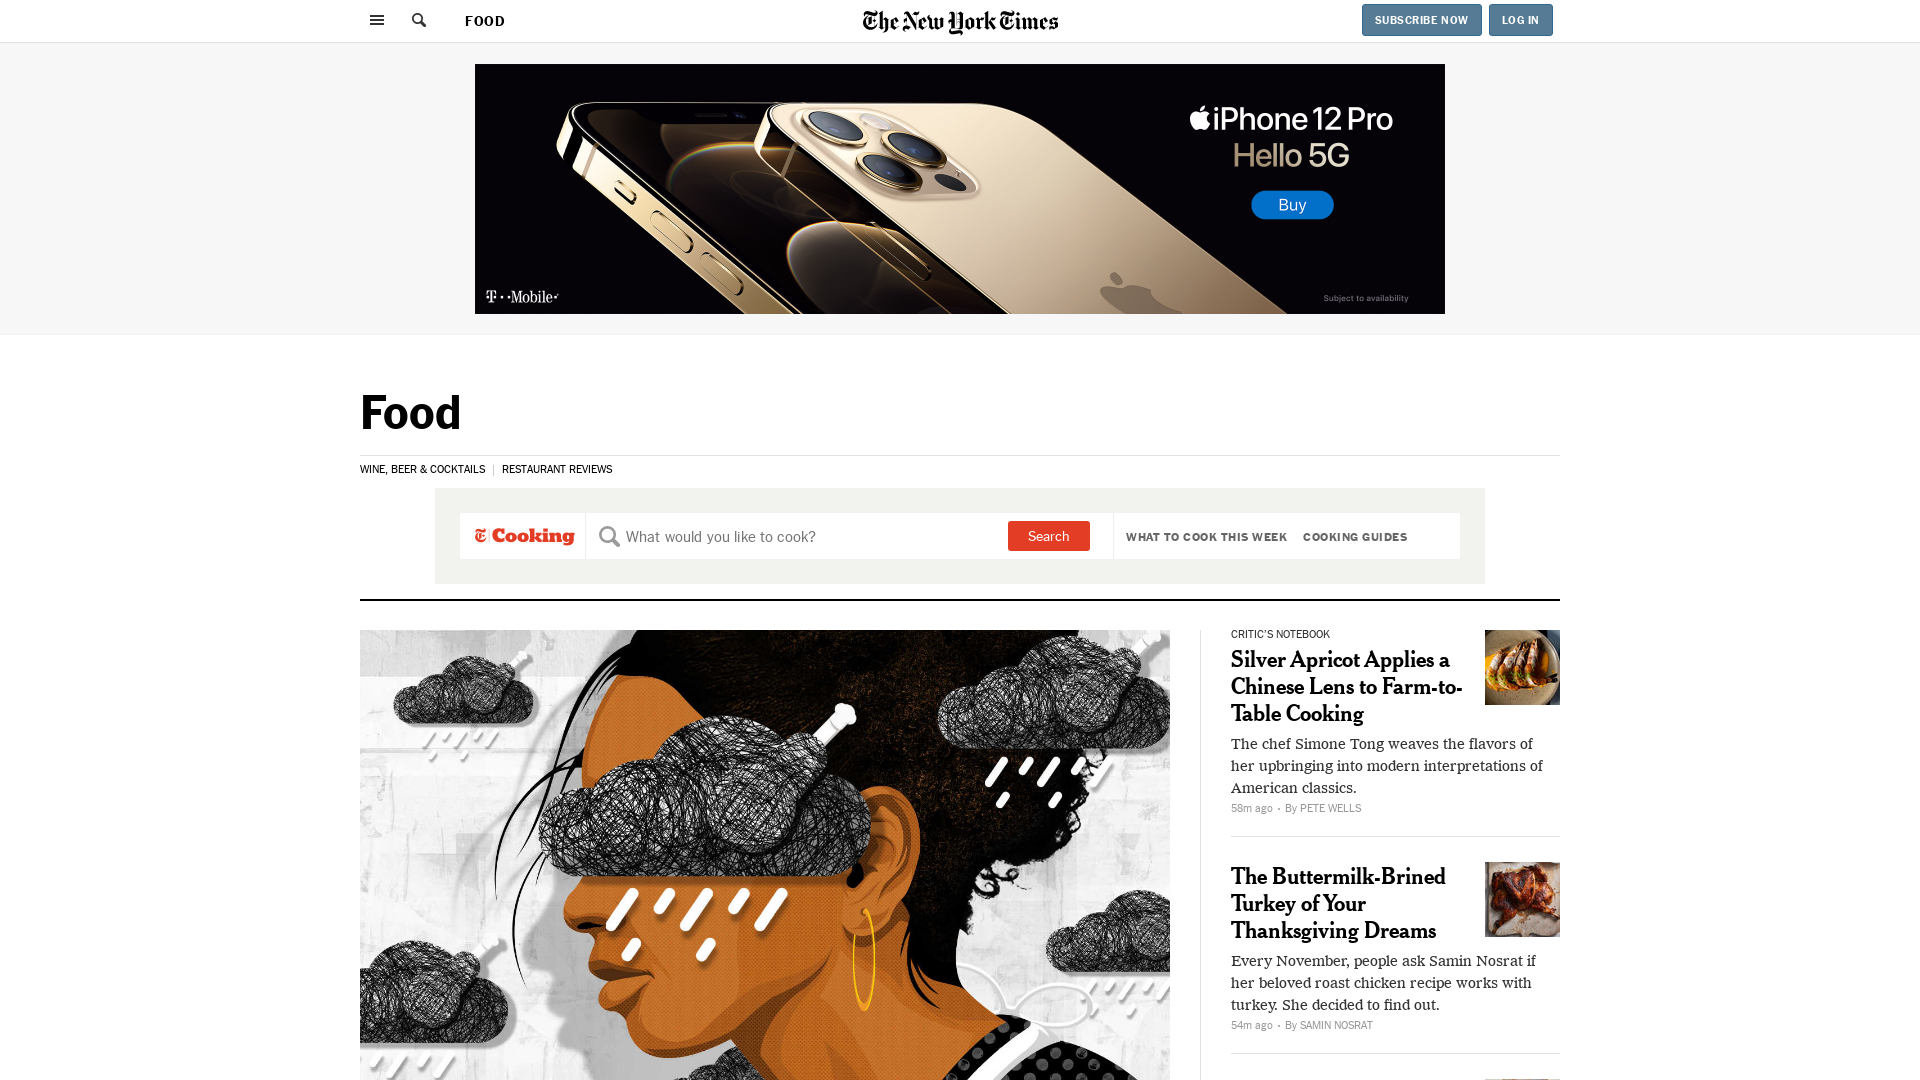 FOOD
The New York Times
SUBSCRIBE NOW
LOG IN
iPhone 12 Pro
Hello 5G
Buy
T··Mobile·
Subject to availability
Food
WINE, BEER & COCKTAILS
RESTAURANT REVIEWS
Cooking
What would you like to cook?
Search
WHAT TO COOK THIS WEEK
COOKING GUIDES
CRITIC'S NOTEBOOK
Silver Apricot Applies a
Chinese Lens to Farm-to-
Table Cooking
The chef Simone Tong weaves the flavors of
her upbringing into modern interpretations of
American classics.
58m ago · By PETE WELLS
The Buttermilk-Brined
Turkey of Your
Thanksgiving Dreams
Every November, people ask Samin Nosrat if
her beloved roast chicken recipe works with
turkey. She decided to find out.
54m ago · By SAMIN NOSRAT